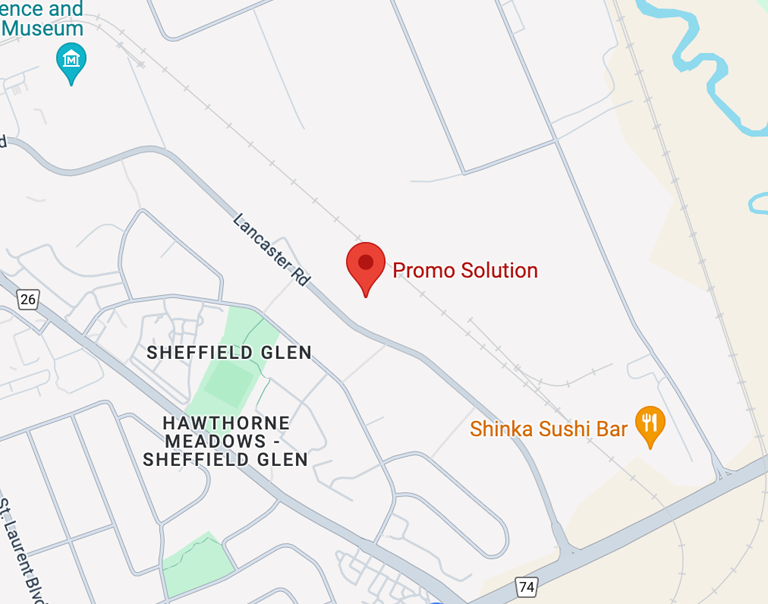 ence and
Museum
M
d
Lancaster Rd
Promo Solution
26
SHEFFIELD GLEN
HAWTHORNE
MEADOWS -
SHEFFIELD GLEN
Shinka Sushi Bar
St. Laurent Blvd
74